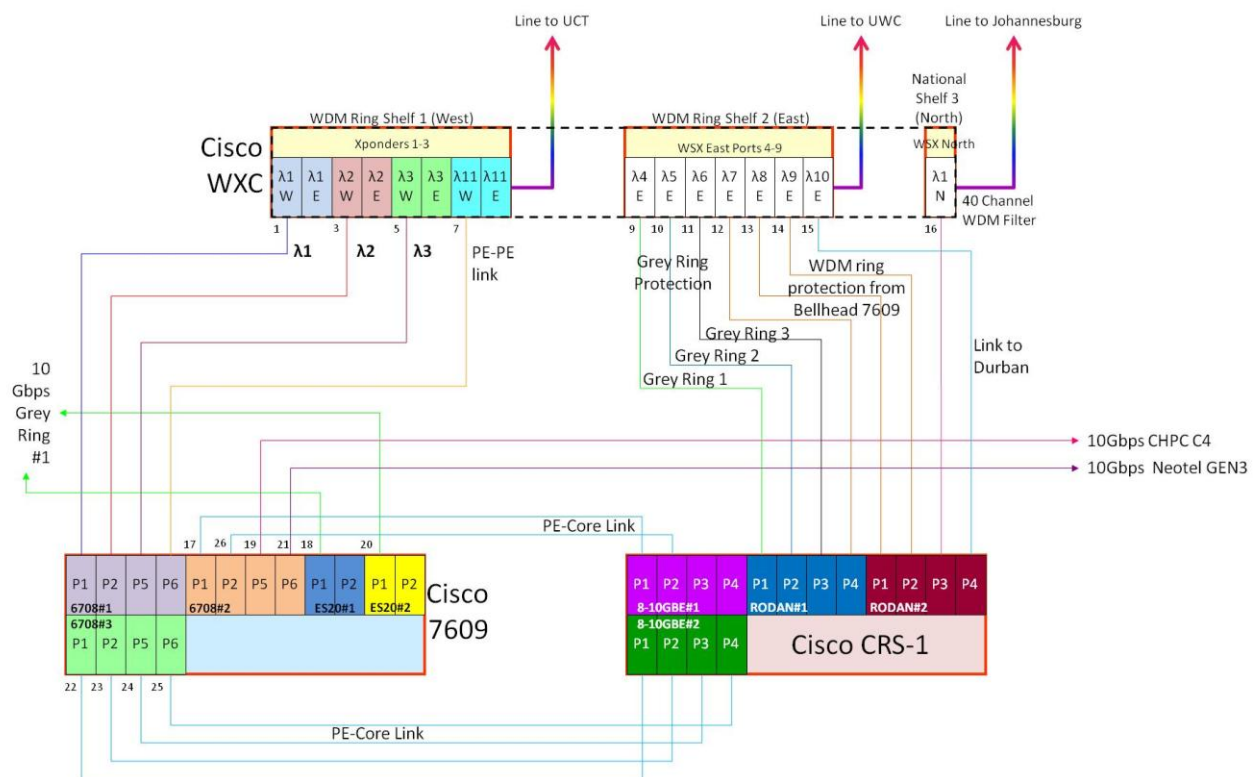 Line to UCT
Line to UWC
Line to Johannesburg
National
Shelf 3
(North)
WDM Ring Shelf 1 (West)
WDM Ring Shelf 2 (East)
Cisco
WXC
Xponders 1-3
WSX East Ports 4-9
WSX North
λ1 W
λ1 E
λ2 W
λ2 E
λ3 W
λ3 E
λ11 W
λ11 E
λ4 E
λ5 E
λ6 E
λ7 E
λ8 E
λ9 E
λ10 E
λ1 N
40 Channel
WDM Filter
1
3
5
7
9
10
11
12
13
14
15
16
λ1
λ2
λ3
PE-PE
link
Grey Ring
Protection
WDM ring
protection from
Bellhead 7609
Grey Ring 3
Grey Ring 2
Grey Ring 1
Link to
Durban
10
Gbps
Grey
Ring
#1
10Gbps CHPC C4
10Gbps Neotel GEN3
PE-Core Link
17
26
19
21
18
20
P1
P2
P5
P6
P1
P2
P5
P6
P1
P2
P1
P2
6708#1
6708#2
ES20#1
ES20#2
6708#3
P1
P2
P5
P6
Cisco
7609
22
23
24
25
P1
P2
P3
P4
P1
P2
P3
P4
P1
P2
P3
P4
8-10GBE#1
RODAN#1
RODAN#2
8-10GBE#2
P1
P2
P3
P4
Cisco CRS-1
PE-Core Link